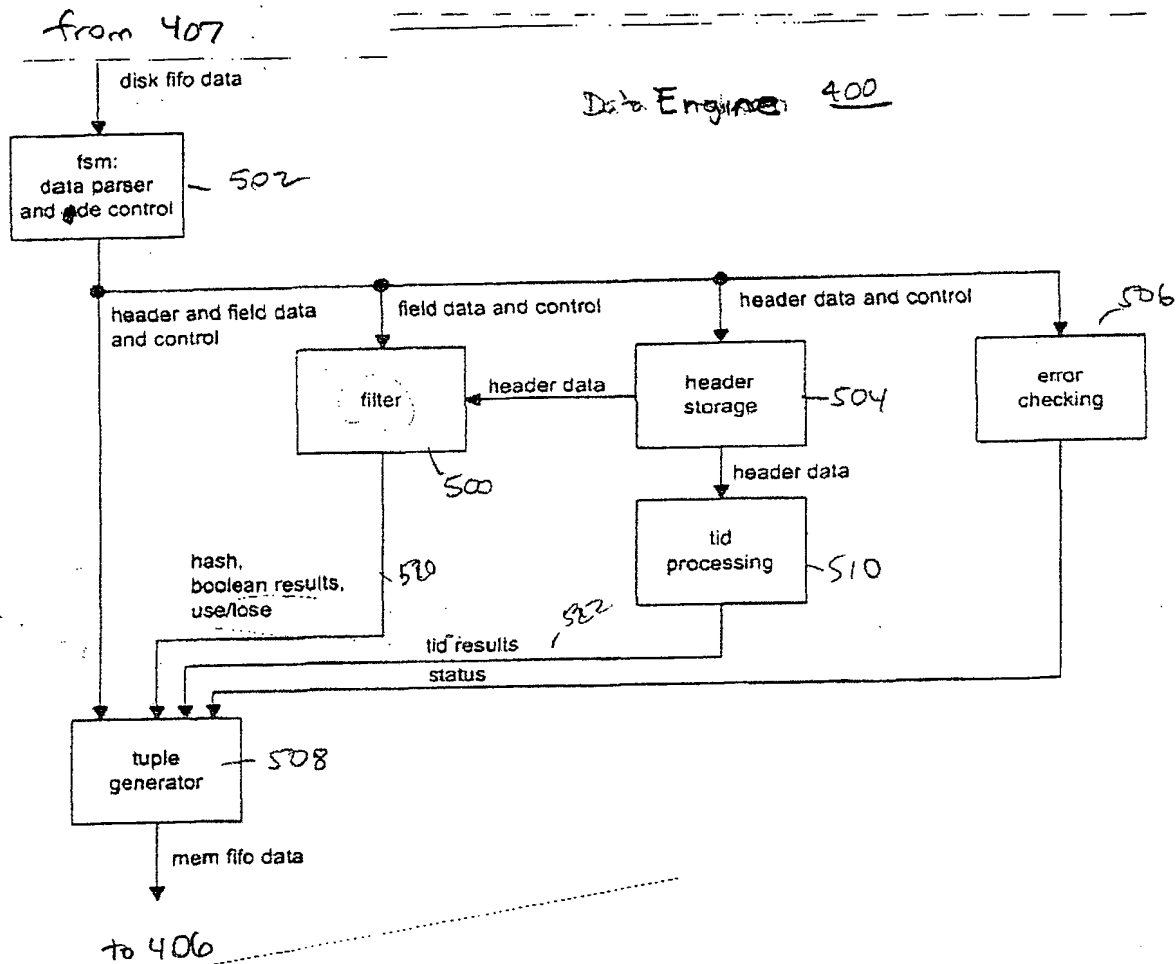 from 407
disk fifo data
Data Engine 400
fsm:
data parser
and de control
502
header and field data
and control
field data and control
header data and control
506
filter
header data
header
storage
504
error
checking
500
header data
tid
processing
510
hash,
boolean results,
use/lose
520
522
tid results
status
tuple
generator
508
mem fifo data
to 406